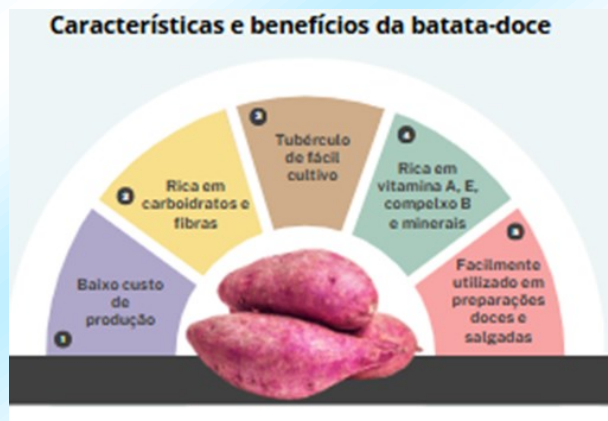 Características e benefícios da batata-doce
1
Baixo custo
de
produção
2
Rica em
carboidratos e
fibras
3
Tubérculo
de fácil
cultivo
4
Rica em
vitamina A, E,
compelxo B
e minerais
5
Facilmente
utilizado em
preparações
doces e
salgadas